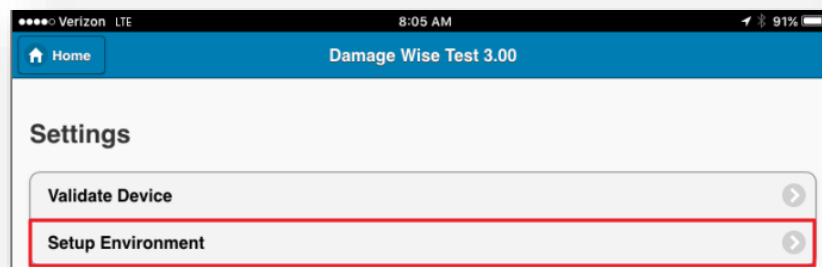 Verizon LTE 8:05 AM 91%
Home Damage Wise Test 3.00
Settings
Validate Device
Setup Environment